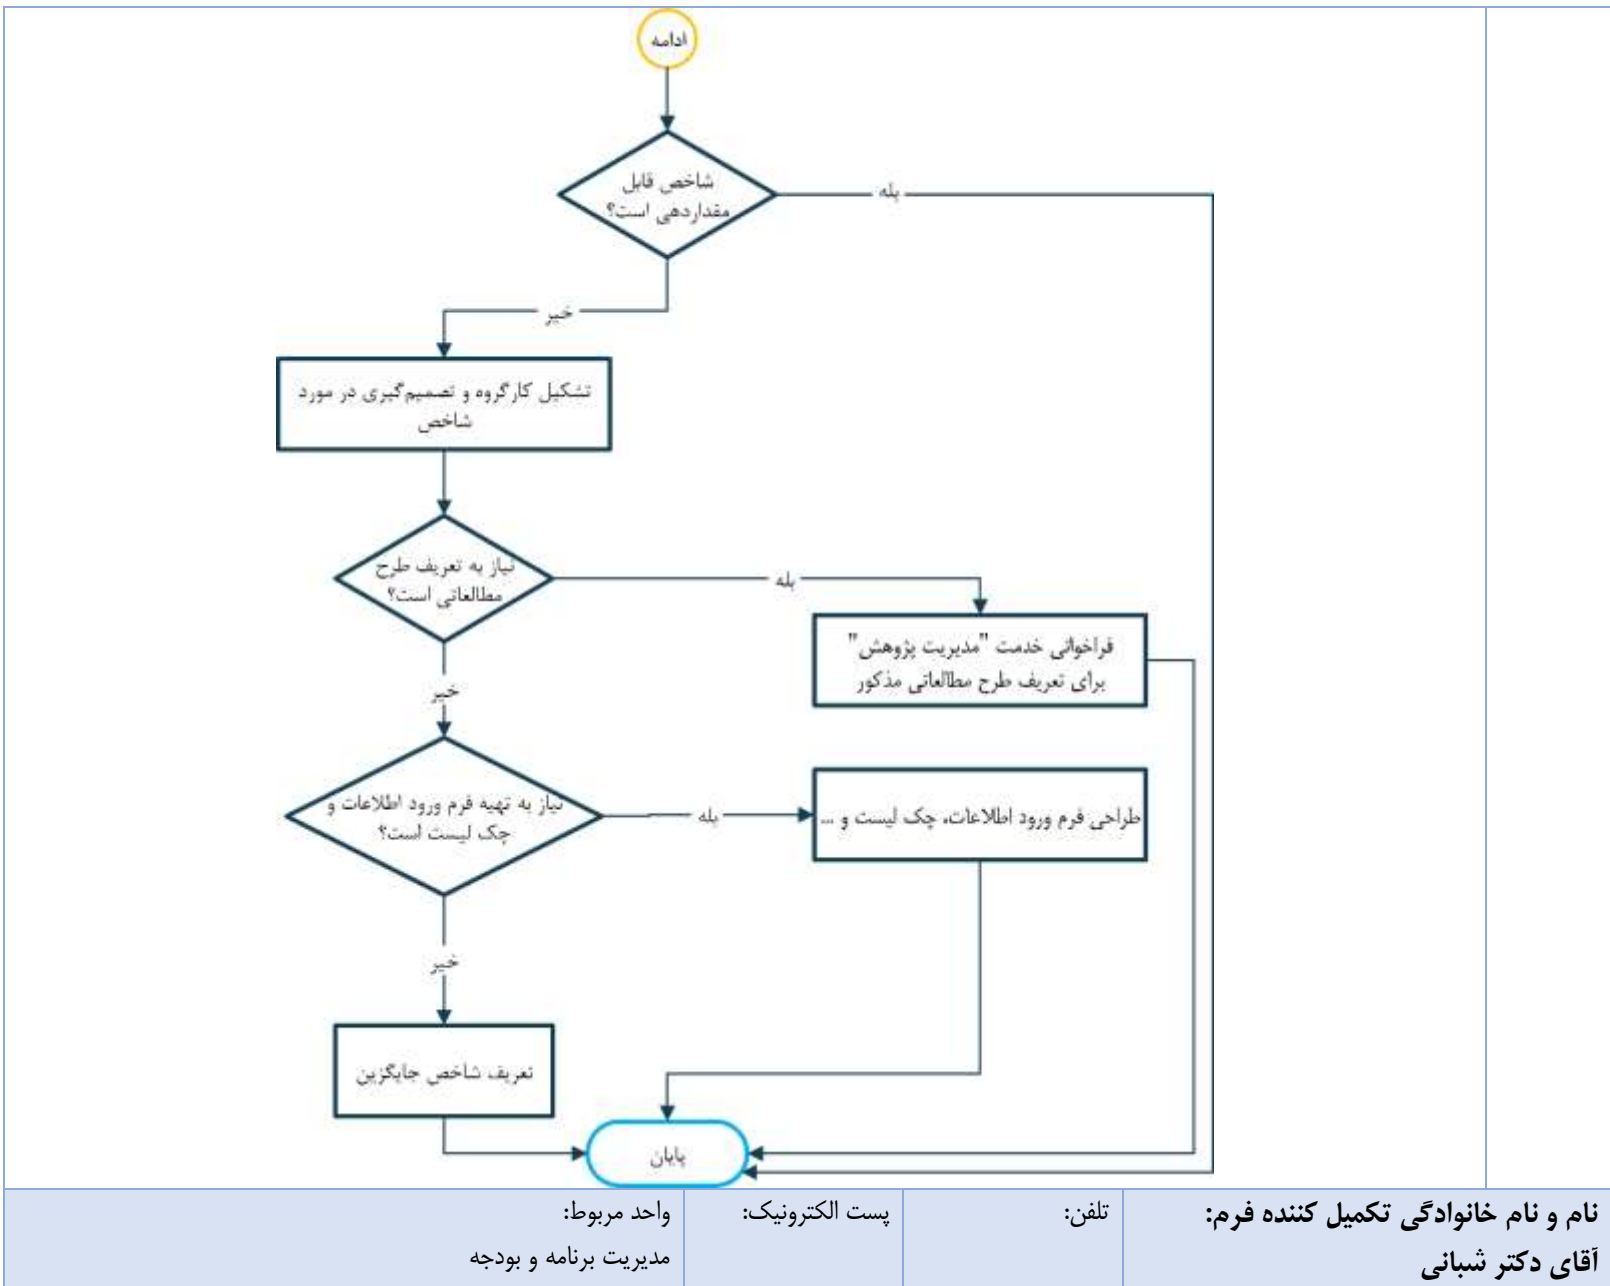 ادامه
شاخص قابل
مقداردهی است؟
بله
خیر
تشکیل کارگروه و تصمیم‌گیری در مورد
شاخص
نیاز به تعریف طرح
مطالعاتی است؟
بله
فراخوانی خدمت "مدیریت پژوهش"
برای تعریف طرح مطالعاتی مذکور
خیر
نیاز به تهیه فرم ورود اطلاعات و
چک لیست است؟
بله
طراحی فرم ورود اطلاعات، چک لیست و ...
خیر
تعریف شاخص جایگزین
پایان
نام و نام خانوادگی تکمیل کننده فرم:
آقای دکتر شبانی
تلفن:
پست الکترونیک:
واحد مربوط:
مدیریت برنامه و بودجه